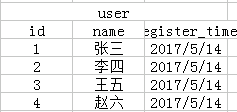 user
id name egister_time
1 张三 2017/5/14
2 李四 2017/5/14
3 王五 2017/5/14
4 赵六 2017/5/14